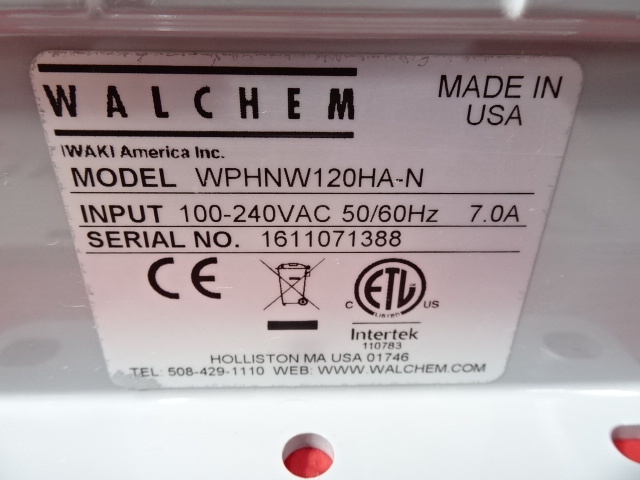 WALCHEM
MADE IN
USA
IWAKI America Inc.
MODEL WPHNW120HA-N
INPUT 100-240VAC 50/60Hz 7.0A
SERIAL NO. 1611071388
CE
C ETL US
LISTED
Intertek
110783
HOLLISTON MA USA 01746
TEL: 508-429-1110 WEB: WWW.WALCHEM.COM